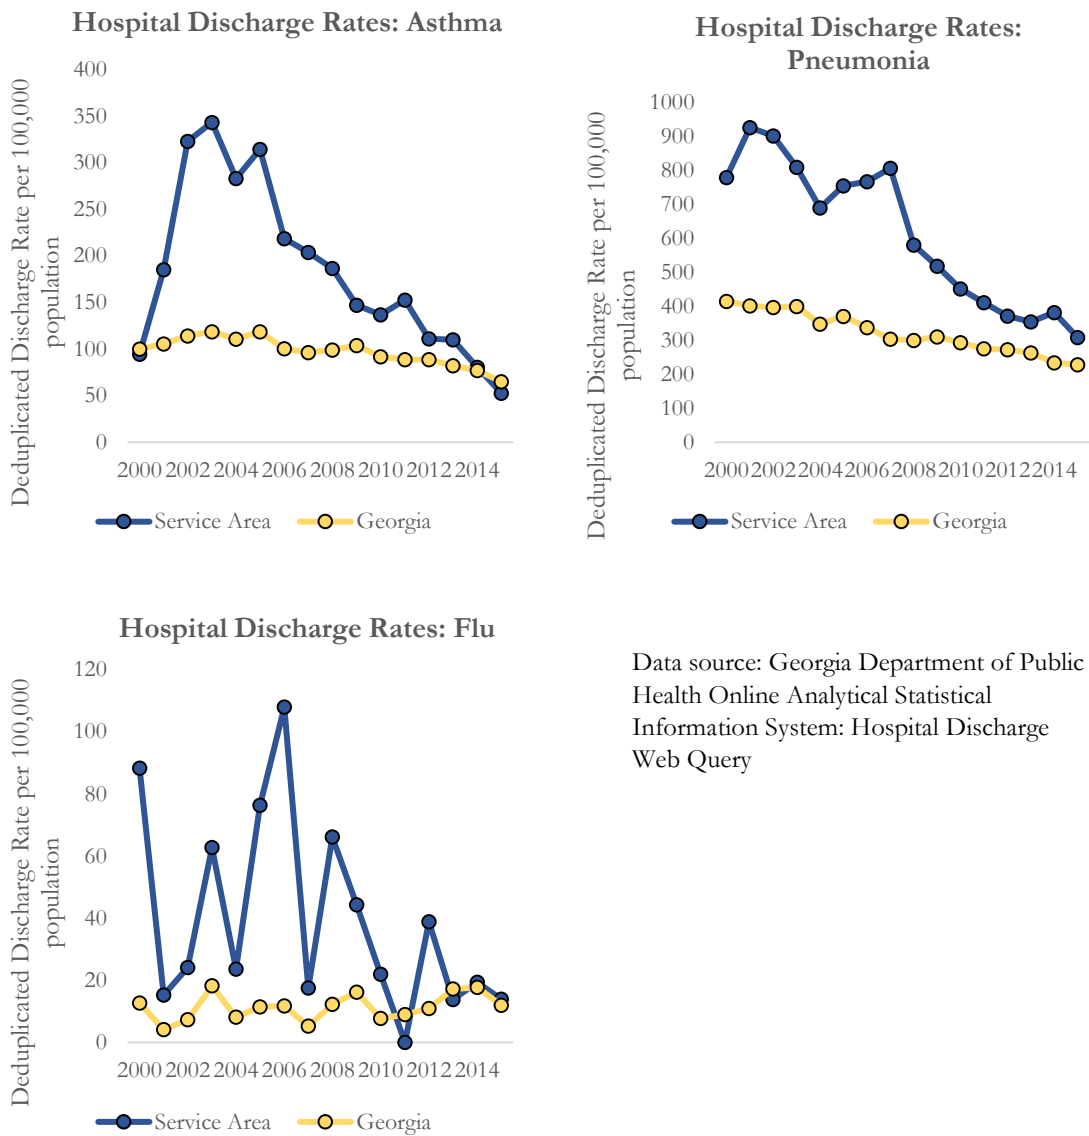 Hospital Discharge Rates: Asthma
Deduplicated Discharge Rate per 100,000
population
400
350
300
250
200
150
100
50
0
2000 2002 2004 2006 2008 2010 2012 2014
Service Area Georgia
Hospital Discharge Rates:
Pneumonia
Deduplicated Discharge Rate per 100,000
population
1000
900
800
700
600
500
400
300
200
100
0
2000 2002 2004 2006 2008 2010 2012 2014
Service Area Georgia
Hospital Discharge Rates: Flu
Deduplicated Discharge Rate per 100,000
population
120
100
80
60
40
20
0
2000 2002 2004 2006 2008 2010 2012 2014
Service Area Georgia
Data source: Georgia Department of Public
Health Online Analytical Statistical
Information System: Hospital Discharge
Web Query